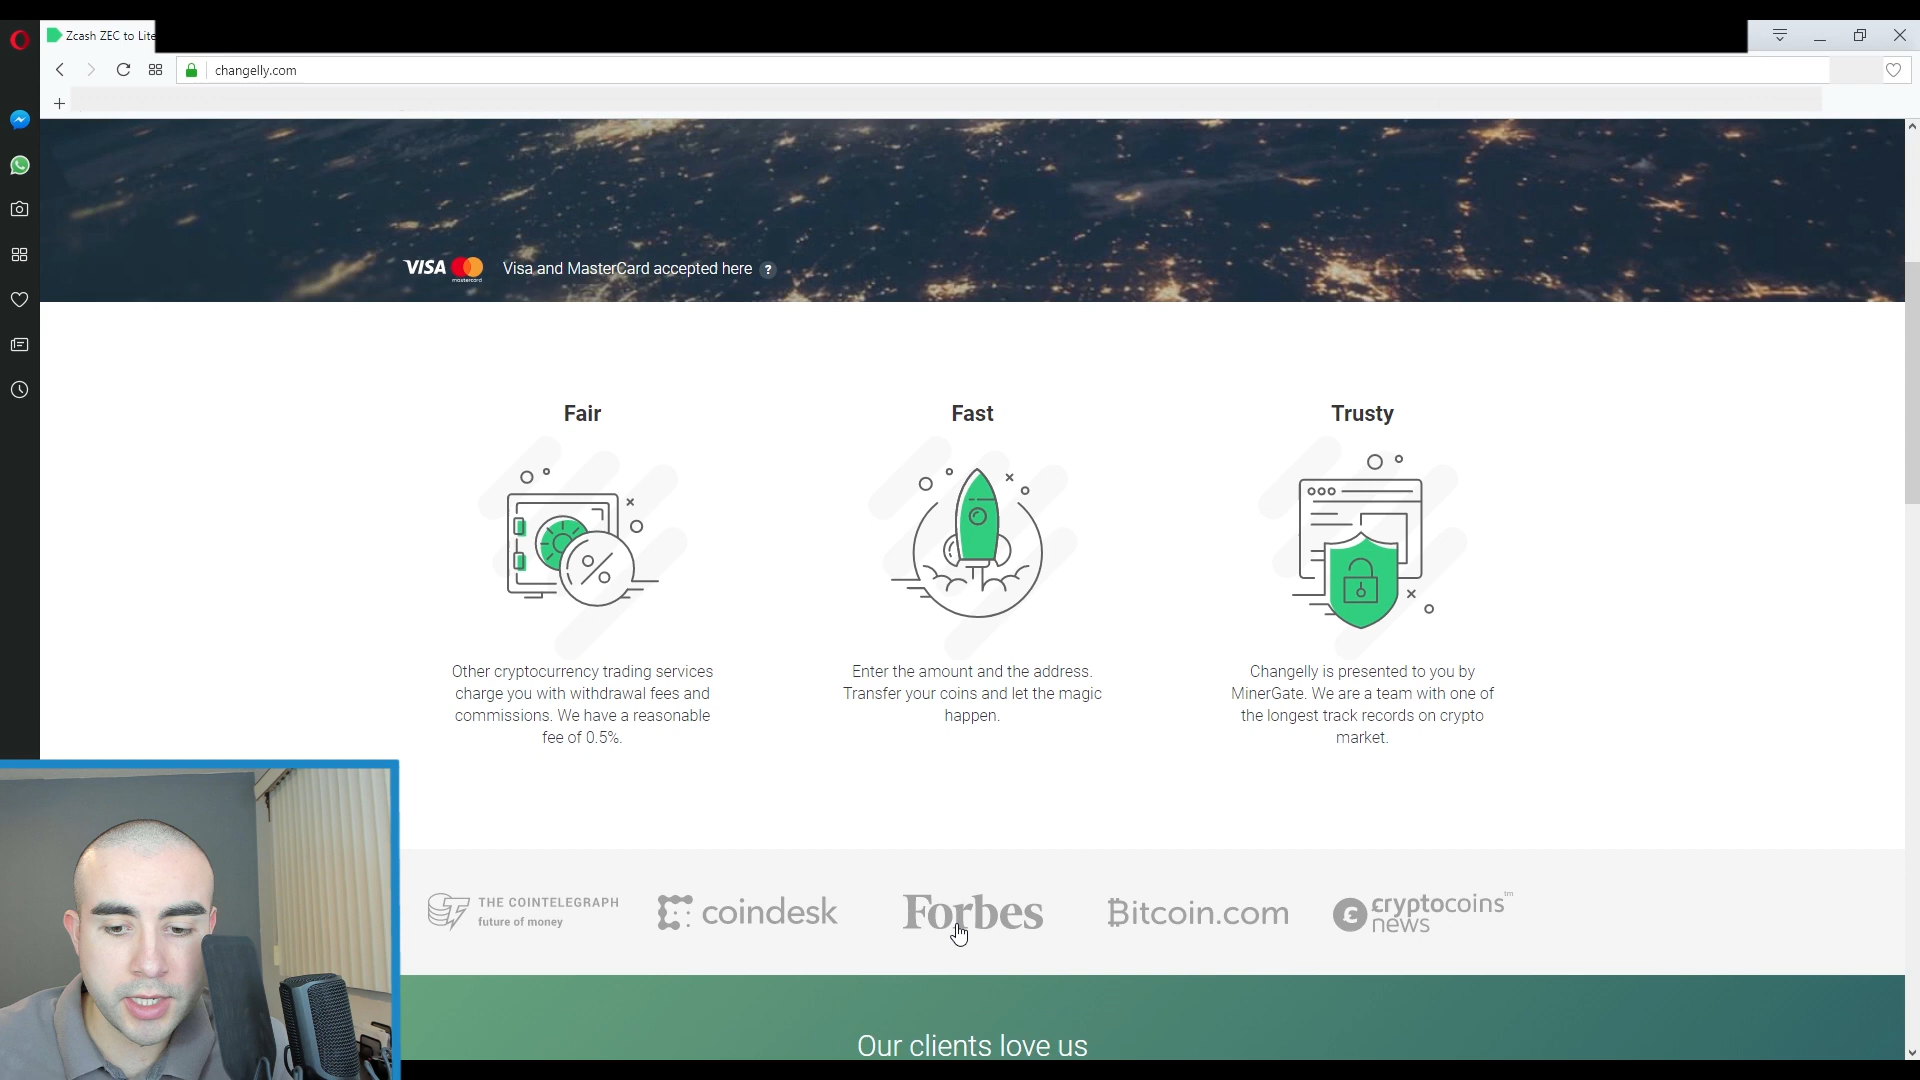 Zcash ZEC to Lite
changelly.com
VISA
mastercard
Visa and MasterCard accepted here ?
Fair
Fast
Trusty
Other cryptocurrency trading services
charge you with withdrawal fees and
commissions. We have a reasonable
fee of 0.5%.
Enter the amount and the address.
Transfer your coins and let the magic
happen.
Changelly is presented to you by
MinerGate. We are a team with one of
the longest track records on crypto
market.
THE COINTELEGRAPH
future of money
coindesk
Forbes
Bitcoin.com
cryptocoins™
news
Our clients love us